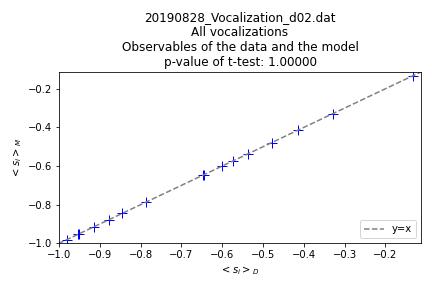 20190828_Vocalization_d02.dat
All vocalizations
Observables of the data and the model
p-value of t-test: 1.00000
−0.2
−0.4
−0.6
−0.8
−1.0
< s_i >_M
−1.0 −0.9 −0.8 −0.7 −0.6 −0.5 −0.4 −0.3 −0.2
< s_i >_D
y=x